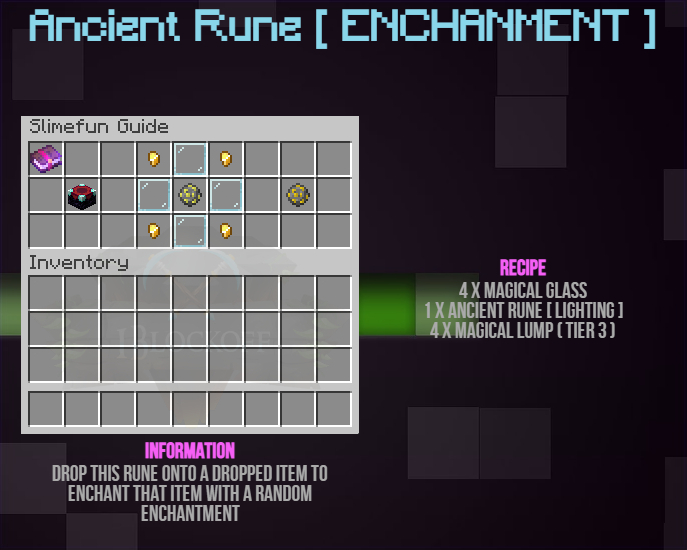 Ancient Rune [ ENCHANMENT ]
Slimefun Guide
Inventory
IBLOCKOFF
RECIPE
4 X MAGICAL GLASS
1 X ANCIENT RUNE [ LIGHTING ]
4 X MAGICAL LUMP ( TIER 3 )
INFORMATION
DROP THIS RUNE ONTO A DROPPED ITEM TO
ENCHANT THAT ITEM WITH A RANDOM
ENCHANTMENT